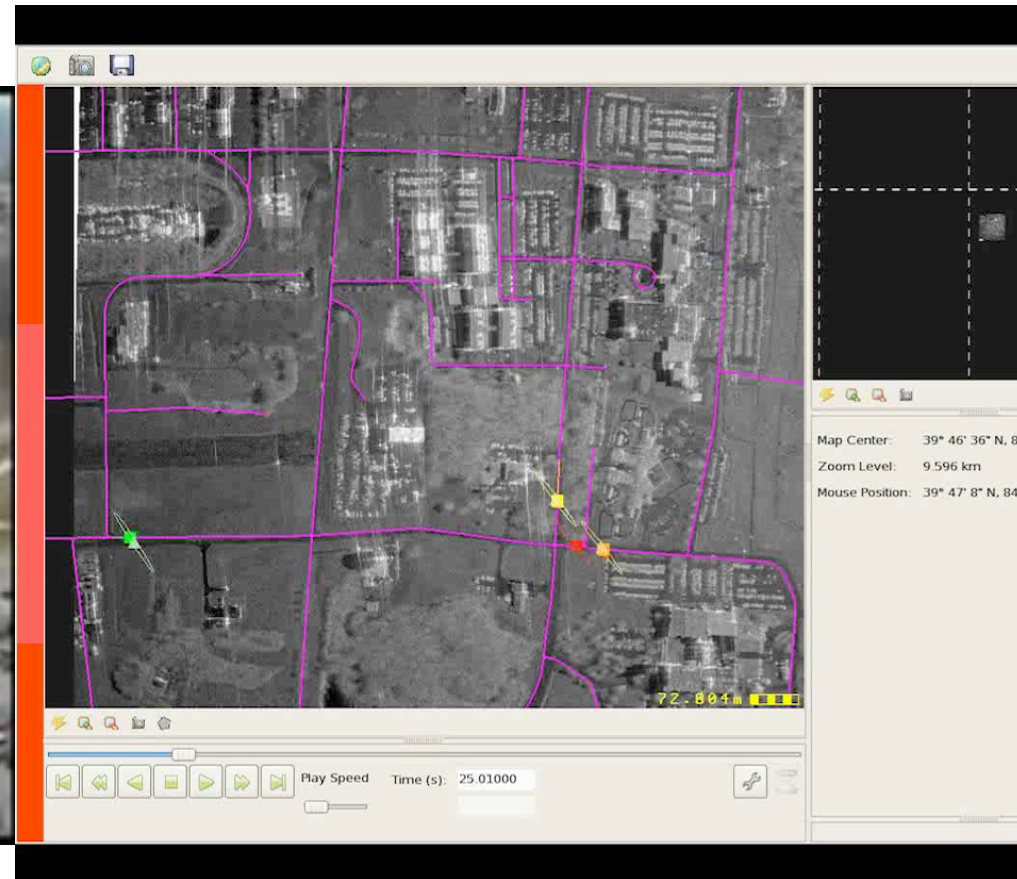 72.804m
Map Center: 39° 46' 36" N, 8
Zoom Level: 9.596 km
Mouse Position: 39° 47' 8" N, 84
Play Speed
Time (s): 25.01000